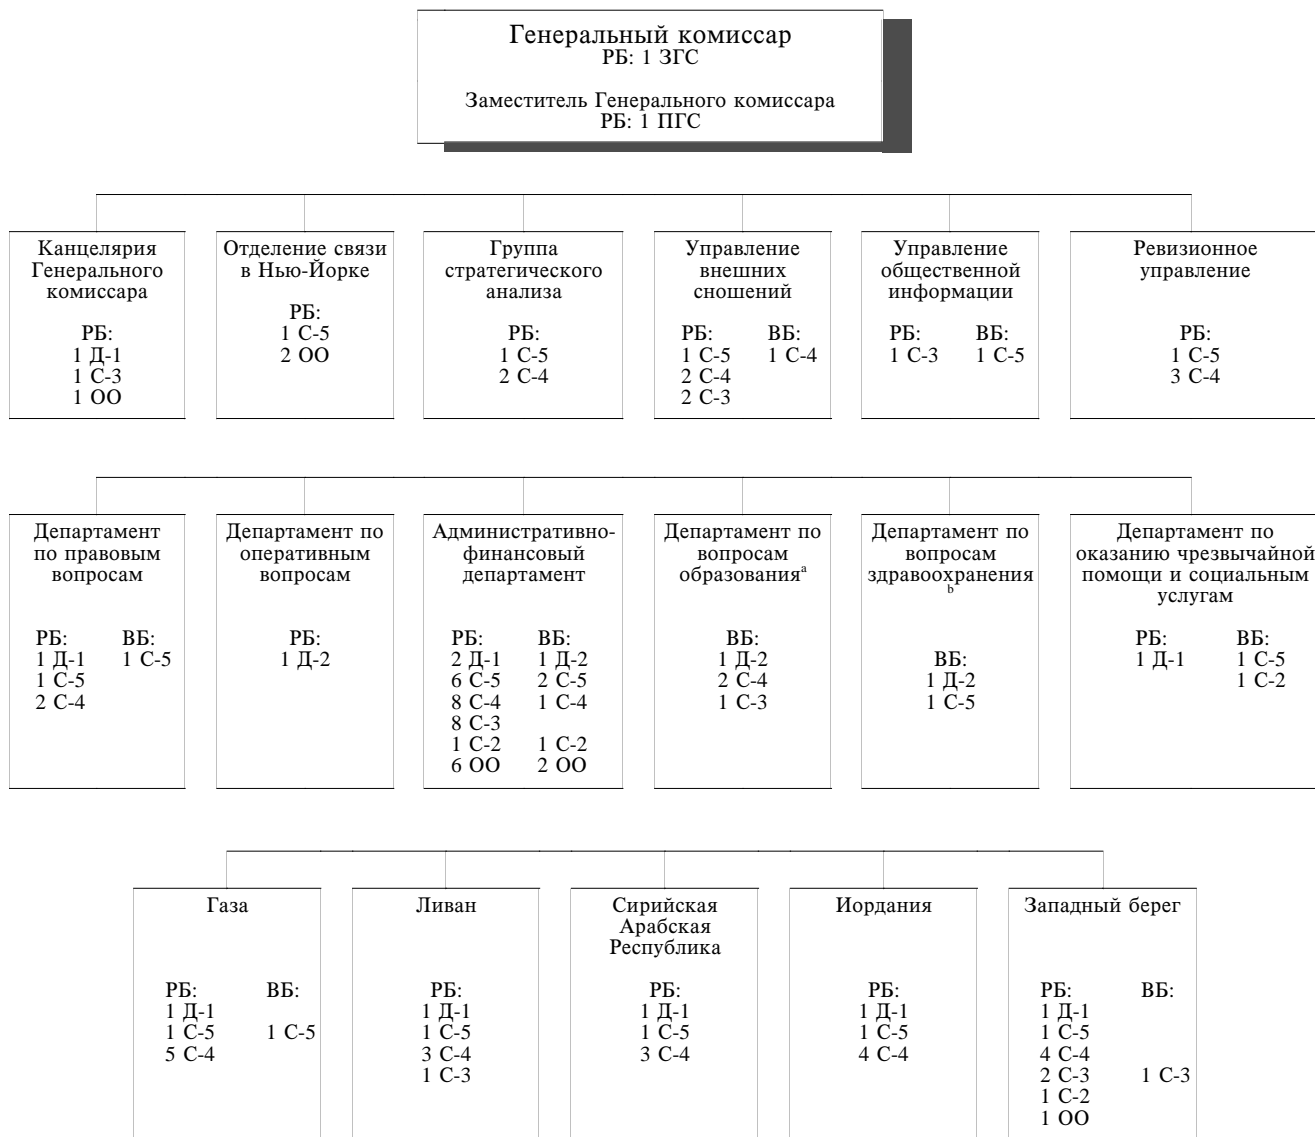 Генеральный комиссар
РБ: 1 ЗГС
Заместитель Генерального комиссара
РБ: 1 ПГС
Канцелярия
Генерального
комиссара
РБ:
1 Д-1
1 С-3
1 ОО
Отделение связи
в Нью-Йорке
РБ:
1 С-5
2 ОО
Группа
стратегического
анализа
РБ:
1 С-5
2 С-4
Управление
внешних
сношений
РБ: ВБ:
1 С-5 1 С-4
2 С-4
2 С-3
Управление
общественной
информации
РБ: ВБ:
1 С-3 1 С-5
Ревизионное
управление
РБ:
1 С-5
3 С-4
Департамент
по правовым
вопросам
РБ: ВБ:
1 Д-1 1 С-5
1 С-5
2 С-4
Департамент по
оперативным
вопросам
РБ:
1 Д-2
Административно-
финансовый
департамент
РБ: ВБ:
2 Д-1 1 Д-2
6 С-5 2 С-5
8 С-4 1 С-4
8 С-3
1 С-2 1 С-2
6 ОО 2 ОО
Департамент по
вопросам
образования^a
ВБ:
1 Д-2
2 С-4
1 С-3
Департамент по
вопросам
здравоохранения
b
ВБ:
1 Д-2
1 С-5
Департамент по
оказанию чрезвычайной
помощи и социальным
услугам
РБ: ВБ:
1 Д-1 1 С-5
1 С-2
Газа
РБ: ВБ:
1 Д-1
1 С-5 1 С-5
5 С-4
Ливан
РБ:
1 Д-1
1 С-5
3 С-4
1 С-3
Сирийская
Арабская
Республика
РБ:
1 Д-1
1 С-5
3 С-4
Иордания
РБ:
1 Д-1
1 С-5
4 С-4
Западный берег
РБ: ВБ:
1 Д-1
1 С-5
4 С-4
2 С-3 1 С-3
1 С-2
1 ОО